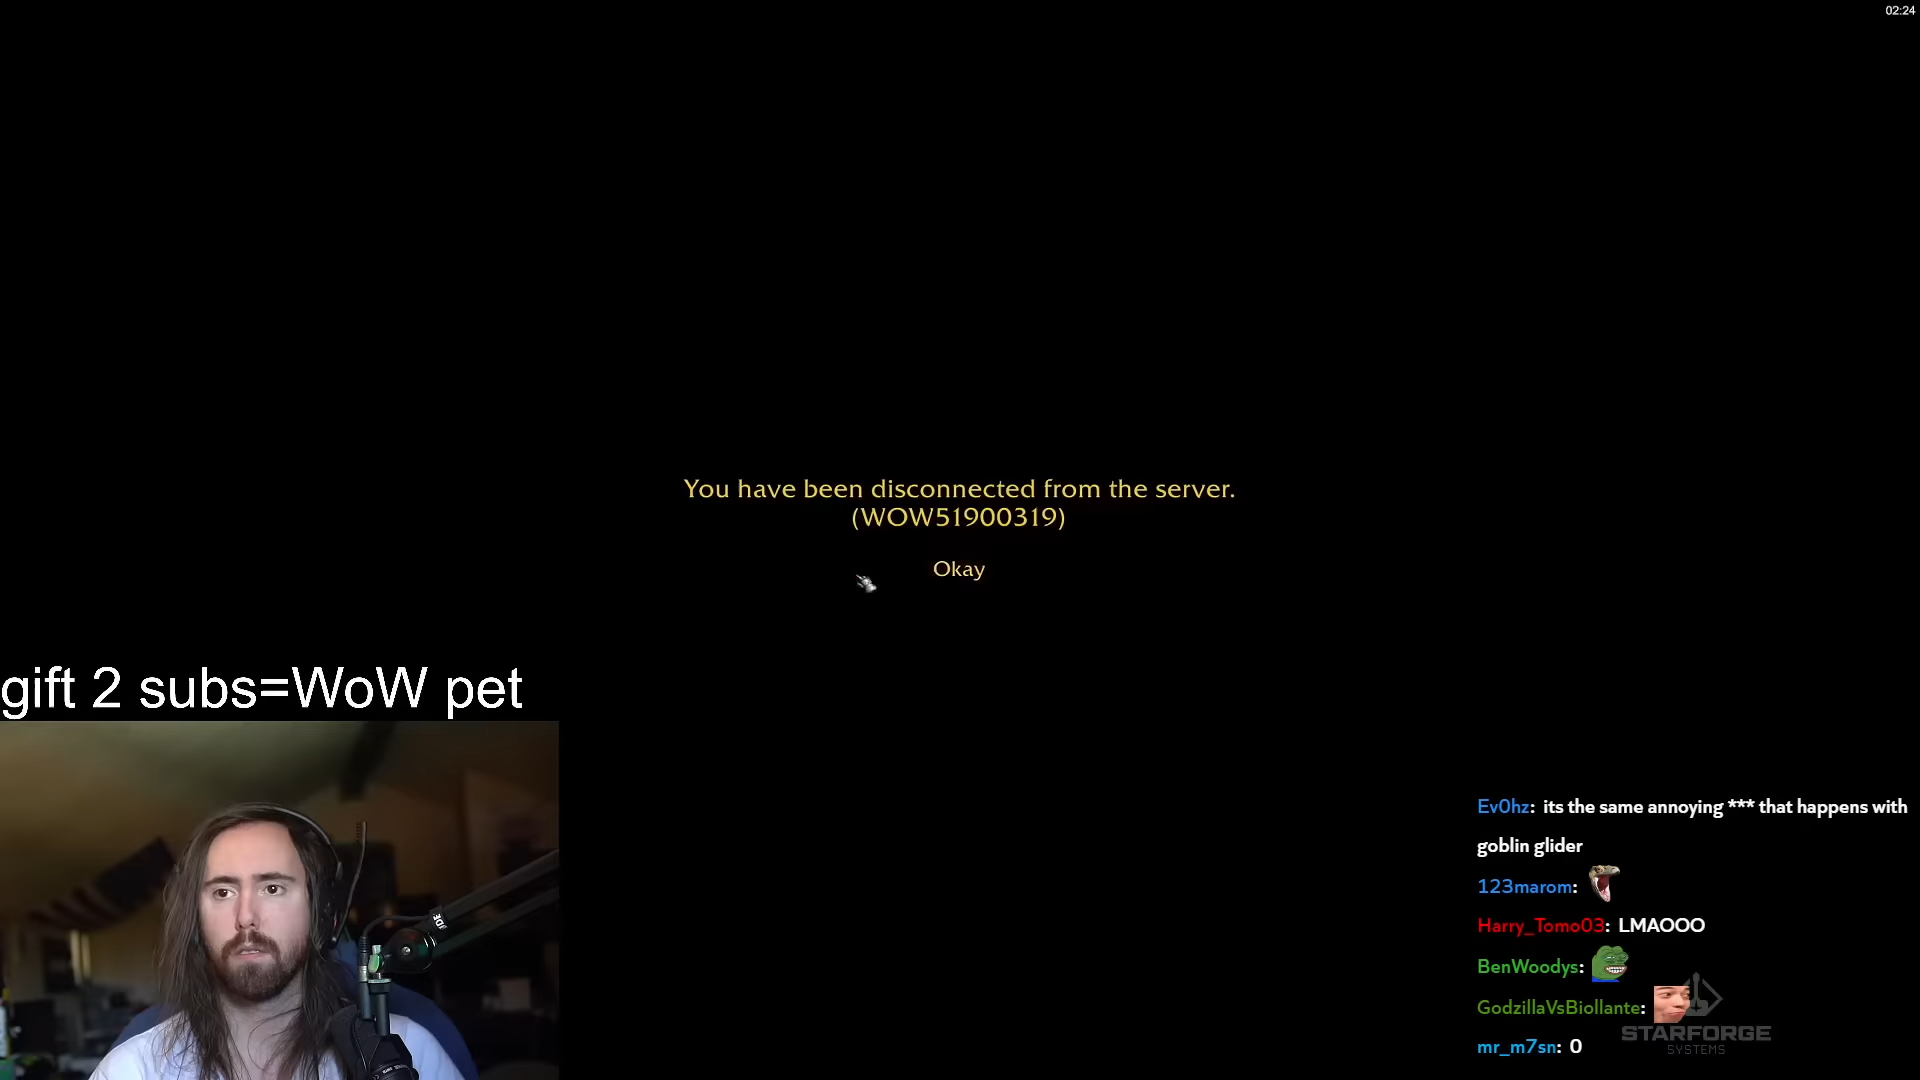 02:24
You have been disconnected from the server.
(WOW51900319)
Okay
gift 2 subs=WoW pet
Ev0hz: its the same annoying *** that happens with
goblin glider
123marom:
Harry_Tomo03: LMAOOO
BenWoodys:
GodzillaVsBiollante:
STARFORGE
SYSTEMS
mr_m7sn: O